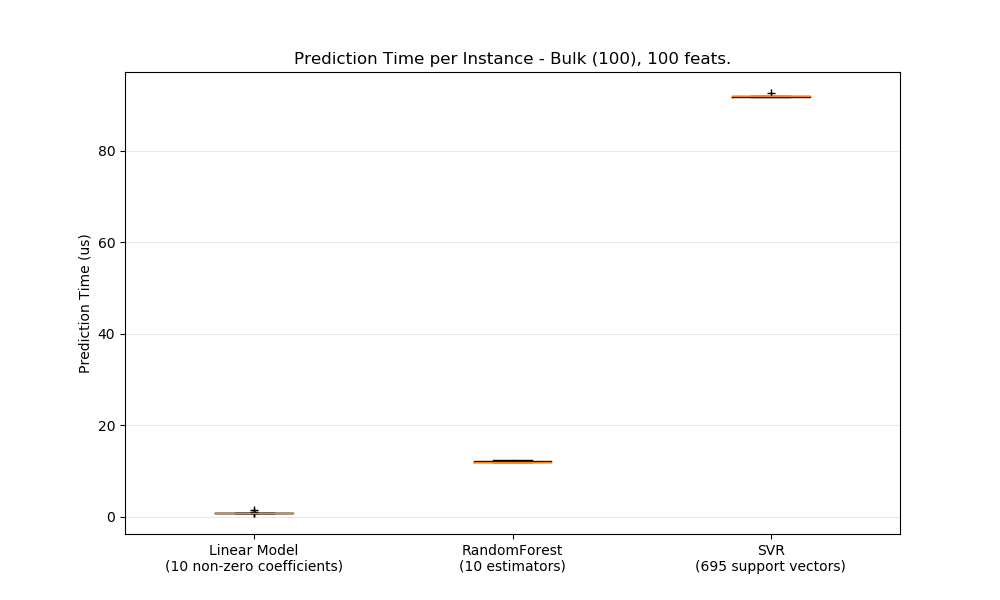 Prediction Time per Instance - Bulk (100), 100 feats.
Prediction Time (us)
80
60
40
20
0
Linear Model
(10 non-zero coefficients)
RandomForest
(10 estimators)
SVR
(695 support vectors)